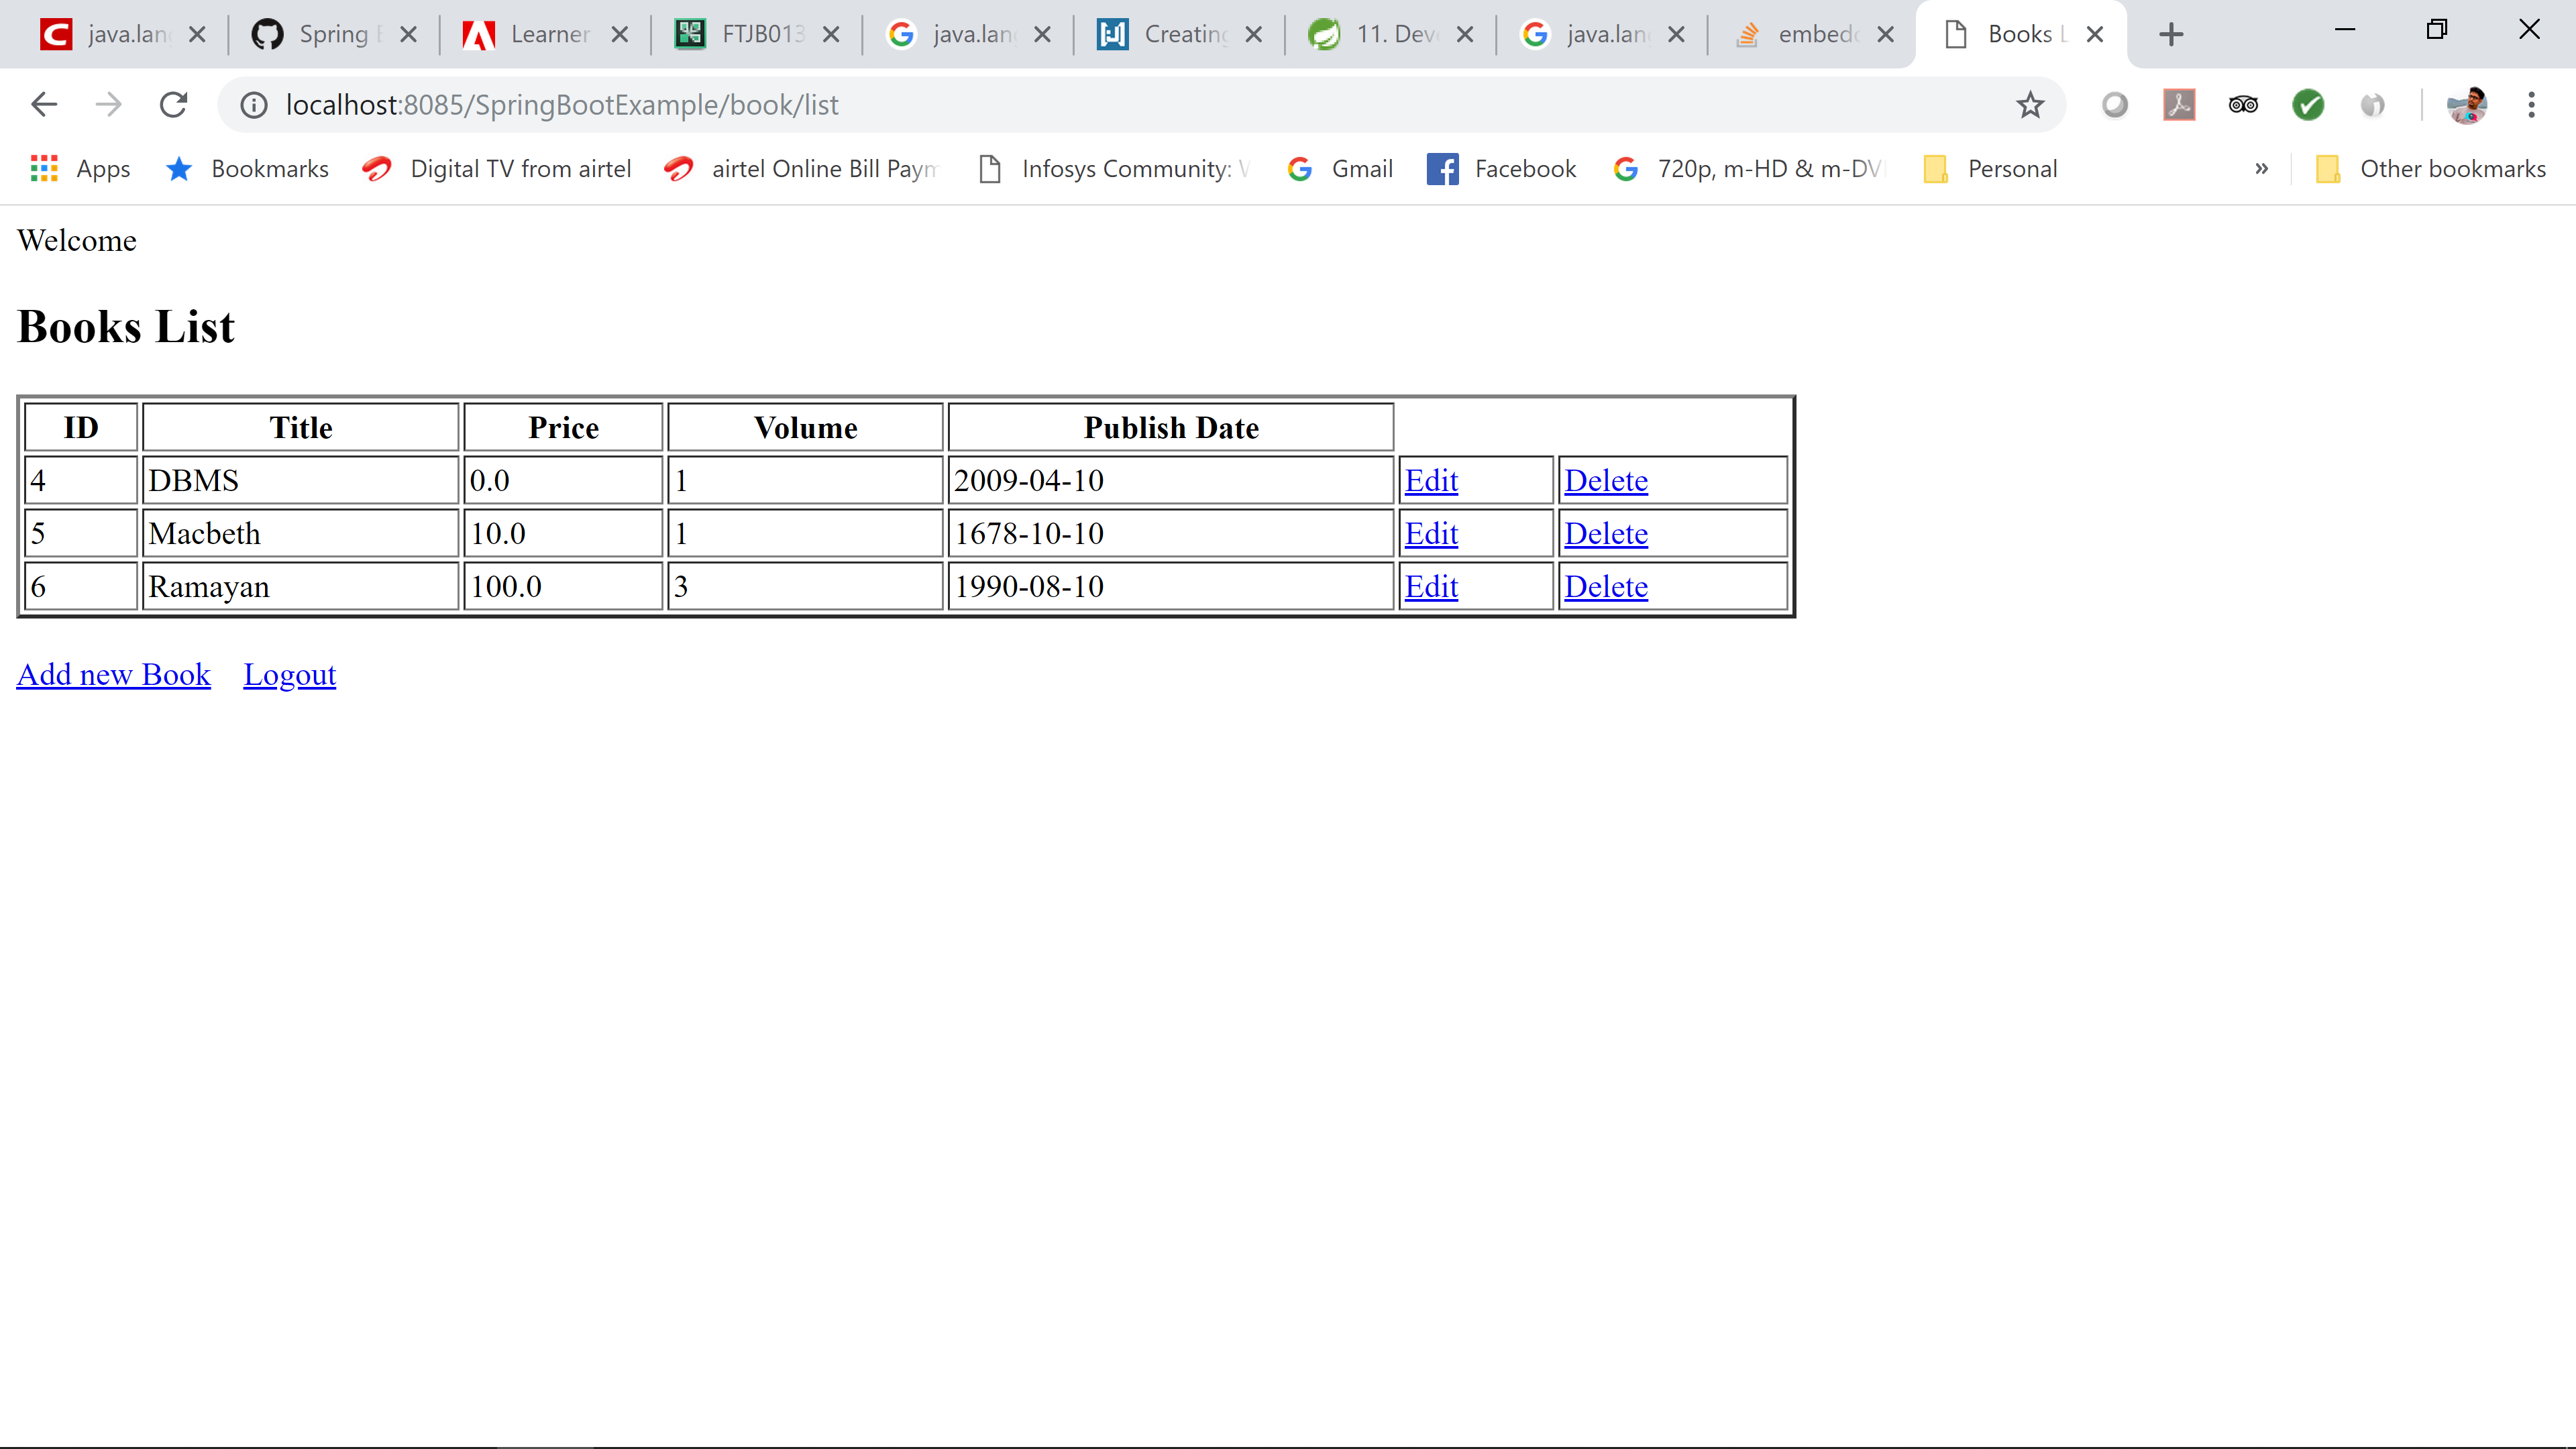 java.lan Spring Learner FTJB013 java.lan Creating 11. Dev java.lan embedd Books L
localhost:8085/SpringBootExample/book/list
Apps Bookmarks Digital TV from airtel airtel Online Bill Paym Infosys Community: Gmail Facebook 720p, m-HD & m-DV Personal » Other bookmarks
Welcome
Books List
ID Title Price Volume Publish Date
4 DBMS 0.0 1 2009-04-10 Edit Delete
5 Macbeth 10.0 1 1678-10-10 Edit Delete
6 Ramayan 100.0 3 1990-08-10 Edit Delete
Add new Book Logout